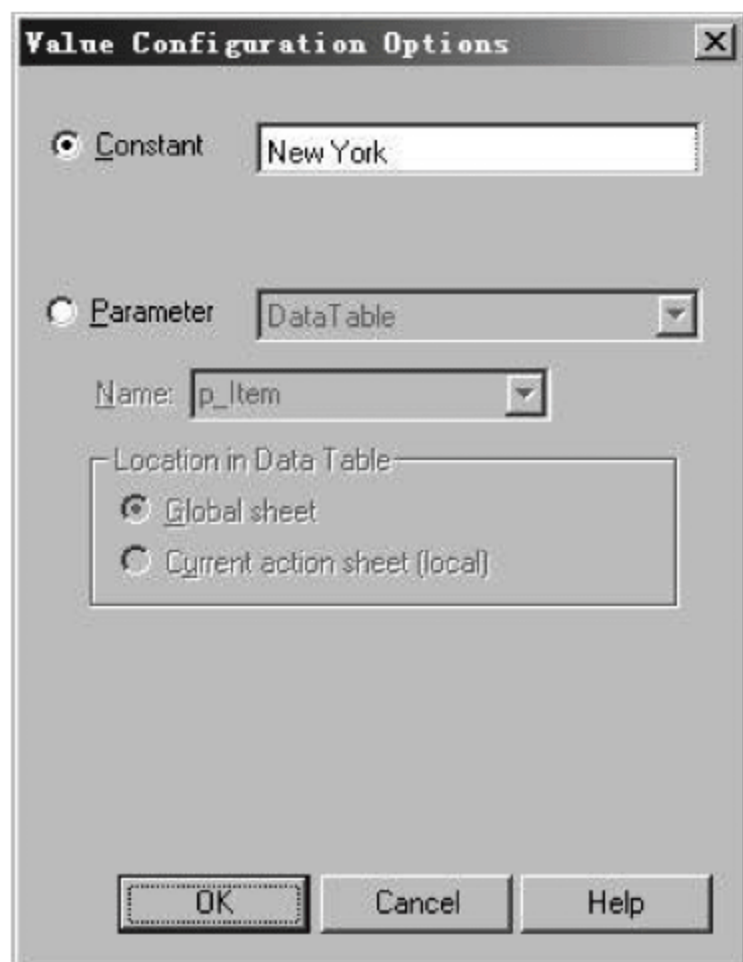 Value Configuration Options
Constant New York
Parameter DataTable
Name: p_Item
Location in Data Table
Global sheet
Current action sheet (local)
OK Cancel Help